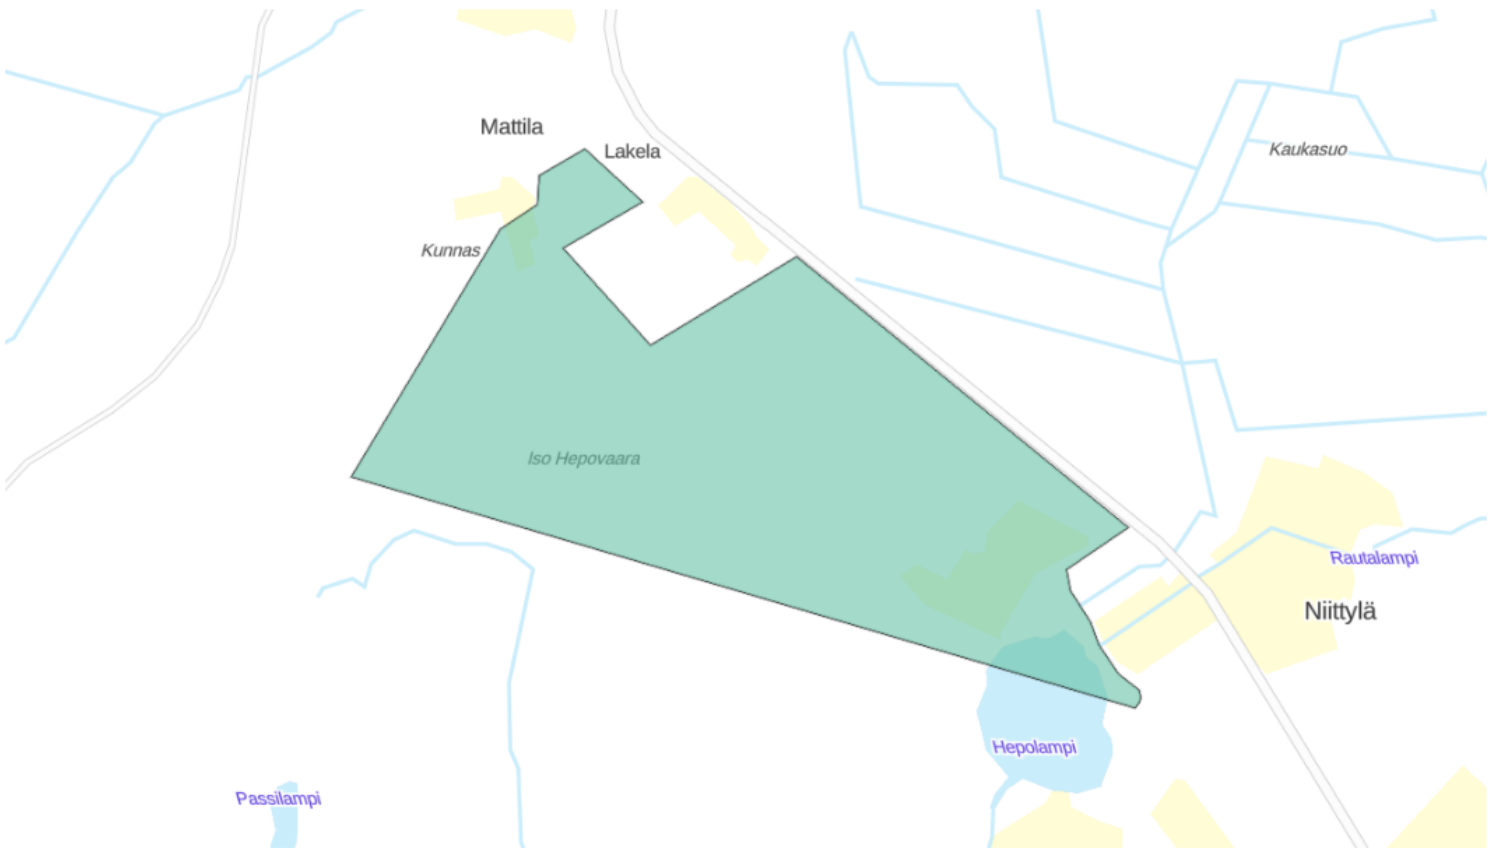 Mattila
Lakela
Kaukasuo
Kunnas
Iso Hepovaara
Rautalampi
Niittylä
Hepolampi
Passilampi